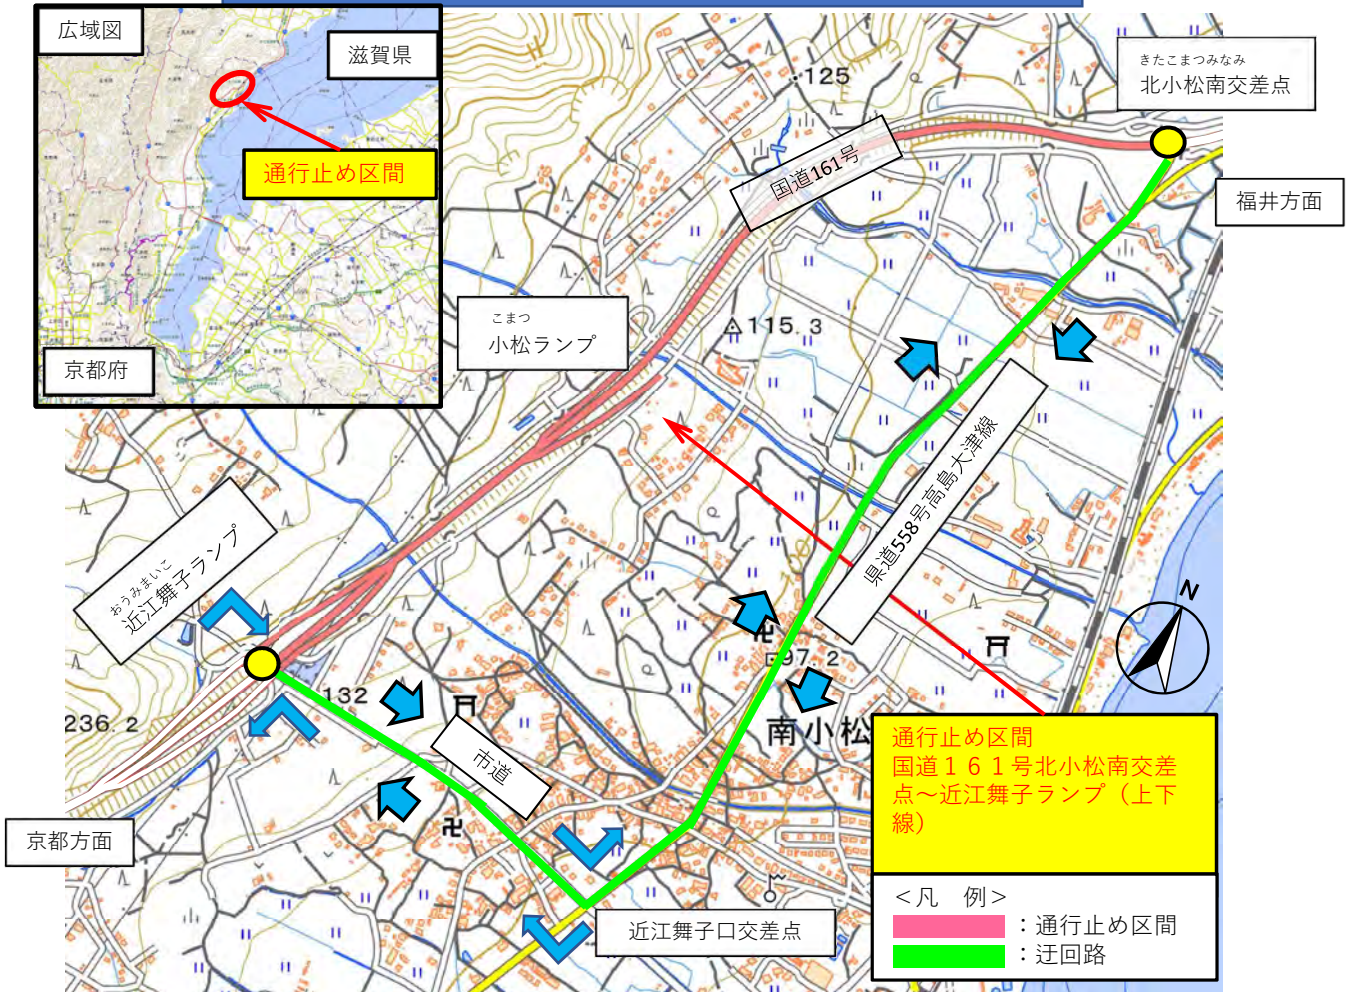 広域図
滋賀県
通行止め区間
京都府
きたこまつみなみ
北小松南交差点
福井方面
125
国道161号
こまつ
小松ランプ
115.3
県道558号高島大津線
おうみまいこ
近江舞子ランプ
132
236.2
97.2
南小松
市道
京都方面
近江舞子口交差点
N
通行止め区間
国道１６１号北小松南交差
点～近江舞子ランプ（上下
線）
＜凡　例＞
：通行止め区間
：迂回路